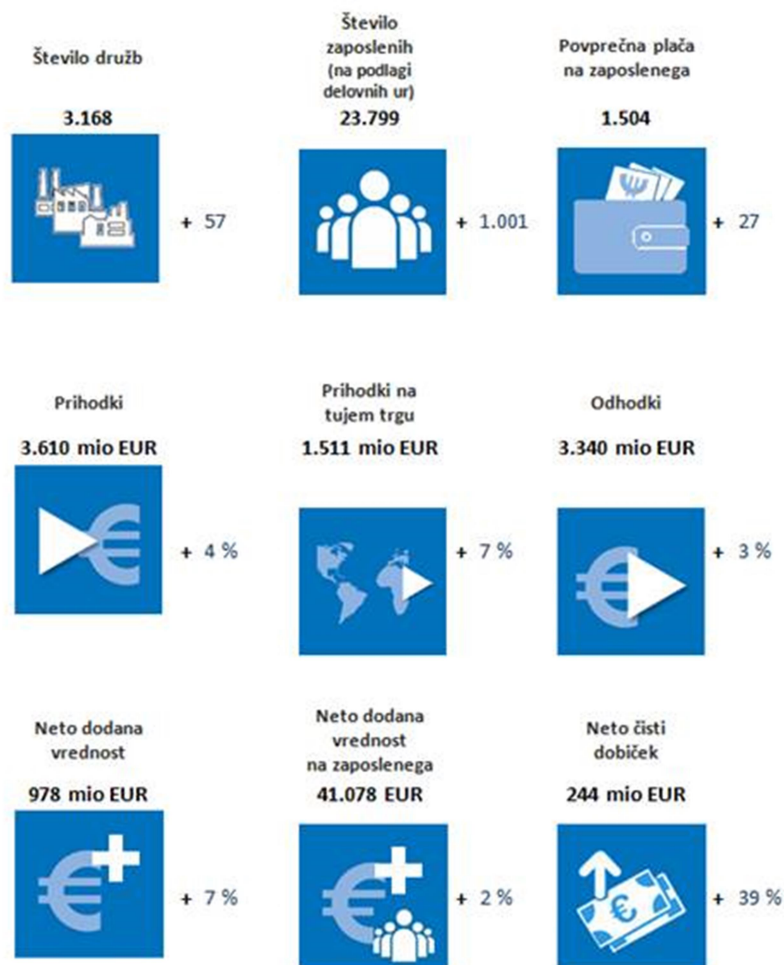 Število družb
3.168
+ 57
Število
zaposlenih
(na podlagi
delovnih ur)
23.799
+ 1.001
Povprečna plača
na zaposlenega
1.504
+ 27
Prihodki
3.610 mio EUR
+ 4 %
Prihodki na
tujem trgu
1.511 mio EUR
+ 7 %
Odhodki
3.340 mio EUR
+ 3 %
Neto dodana
vrednost
978 mio EUR
+ 7 %
Neto dodana
vrednost
na zaposlenega
41.078 EUR
+ 2 %
Neto čisti
dobiček
244 mio EUR
+ 39 %